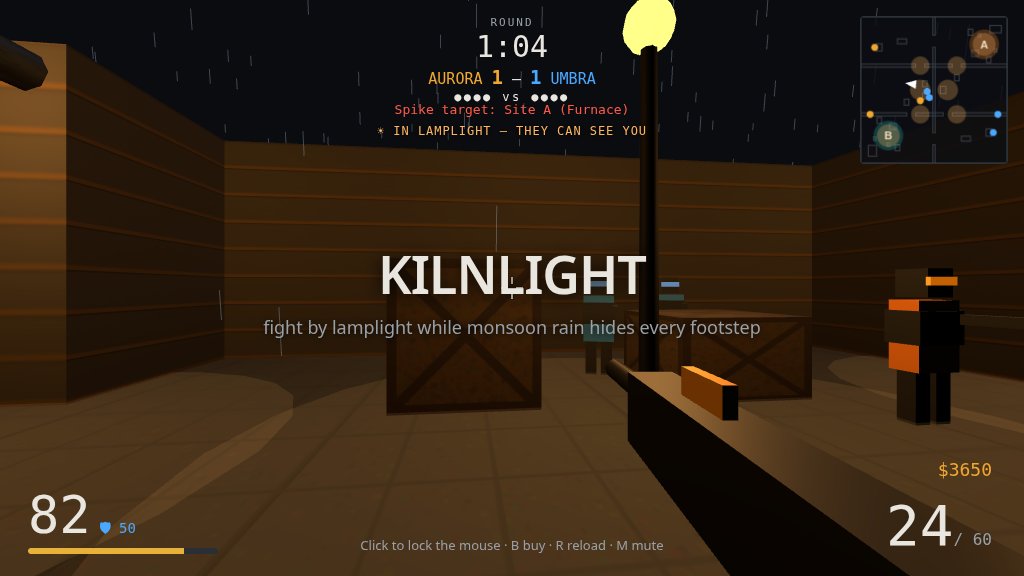 ROUND
1:04
AURORA 1 — 1 UMBRA
●●●● VS ●●●●
Spike target: Site A (Furnace)
☀ IN LAMPLIGHT — THEY CAN SEE YOU
A
B
KILNLIGHT
fight by lamplight while monsoon rain hides every footstep
$3650
82 50
24 / 60
Click to lock the mouse · B buy · R reload · M mute